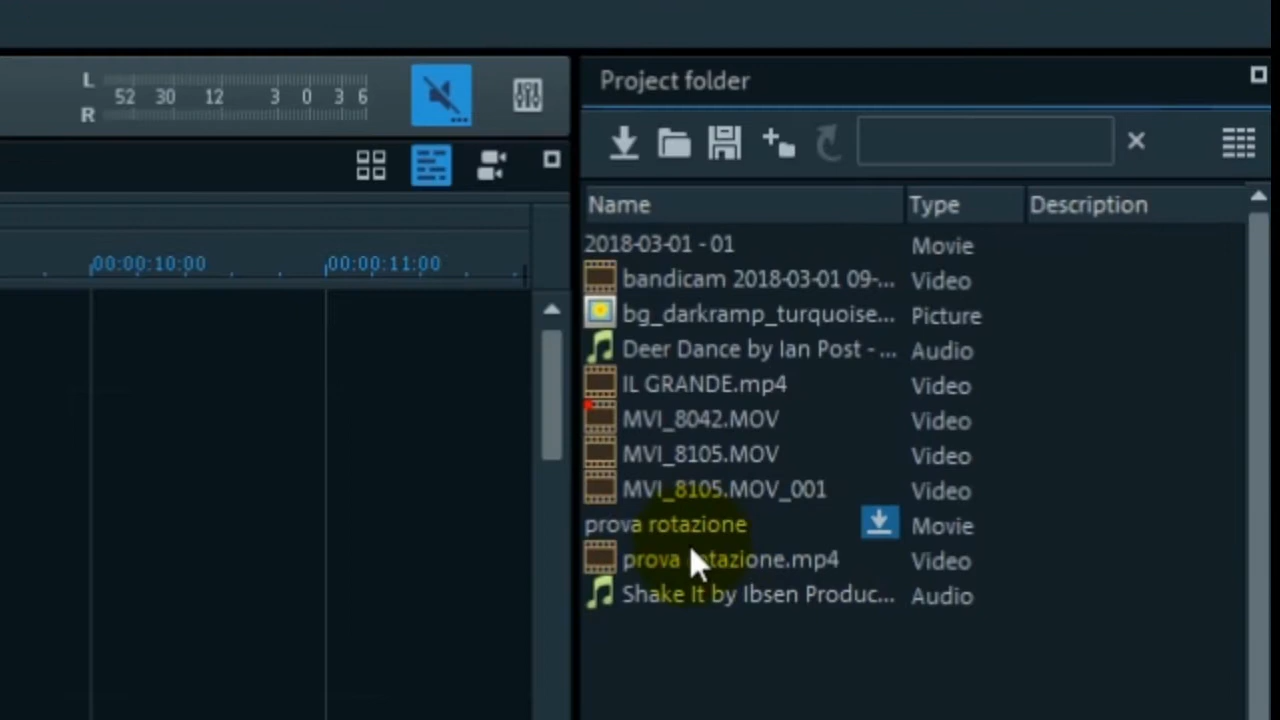 L
52 30 12 3 0 3 6
R
Project folder
Name Type Description
00:00:10:00 00:00:11:00
2018-03-01 - 01 Movie
bandicam 2018-03-01 09-... Video
bg_darkramp_turquoise... Picture
Deer Dance by Ian Post - ... Audio
IL GRANDE.mp4 Video
MVI_8042.MOV Video
MVI_8105.MOV Video
MVI_8105.MOV_001 Video
prova rotazione Movie
prova rotazione.mp4 Video
Shake It by Ibsen Produc... Audio